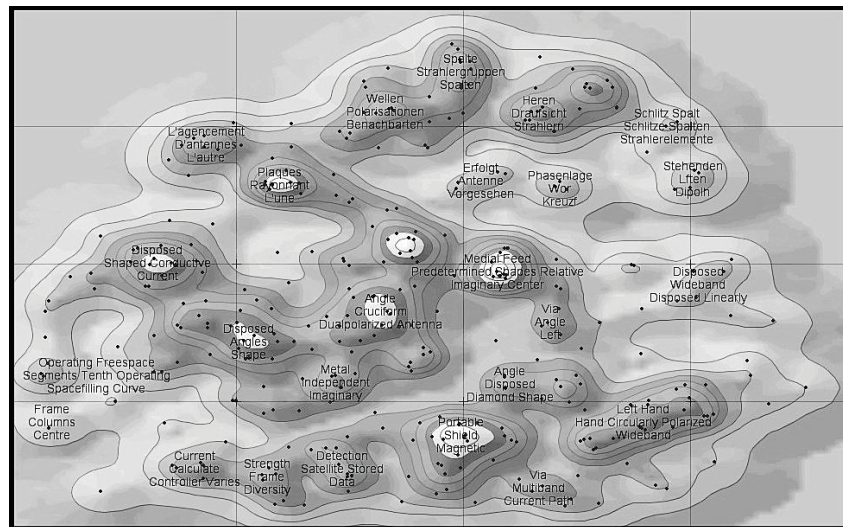 Spalte
Strahlergruppen
Spalten
Wellen
Polarisationen
Benachbarten
Heren
Draufsicht
Strahlern
Schlitz Spalt
Schlitze Spalten
Strahlerelemente
L'agencement
D'antennes
L'autre
Plaques
Rayonnant
L'une
Erfolgt
Antenne
Vorgesehen
Phasenlage
Wor
Kreuzf
Stehenden
Lften
Dipolh
Disposed
Shaped Conductive
Current
Medial Feed
Predetermined Shapes Relative
Imaginary Center
Disposed
Wideband
Disposed Linearly
Angle
Cruciform
Dualpolarized Antenna
Via
Angle
Left
Disposed
Angles
Shape
Operating Freespace
Segments/Tenth Operating
Spacefilling Curve
Metal
Independent
Imaginary
Angle
Disposed
Diamond Shape
Frame
Columns
Centre
Left Hand
Hand Circularly Polarized
Wideband
Portable
Shield
Magnetic
Current
Calculate
Controller Varies
Strength
Frame
Diversity
Detection
Satellite Stored
Data
Via
Multiband
Current Path